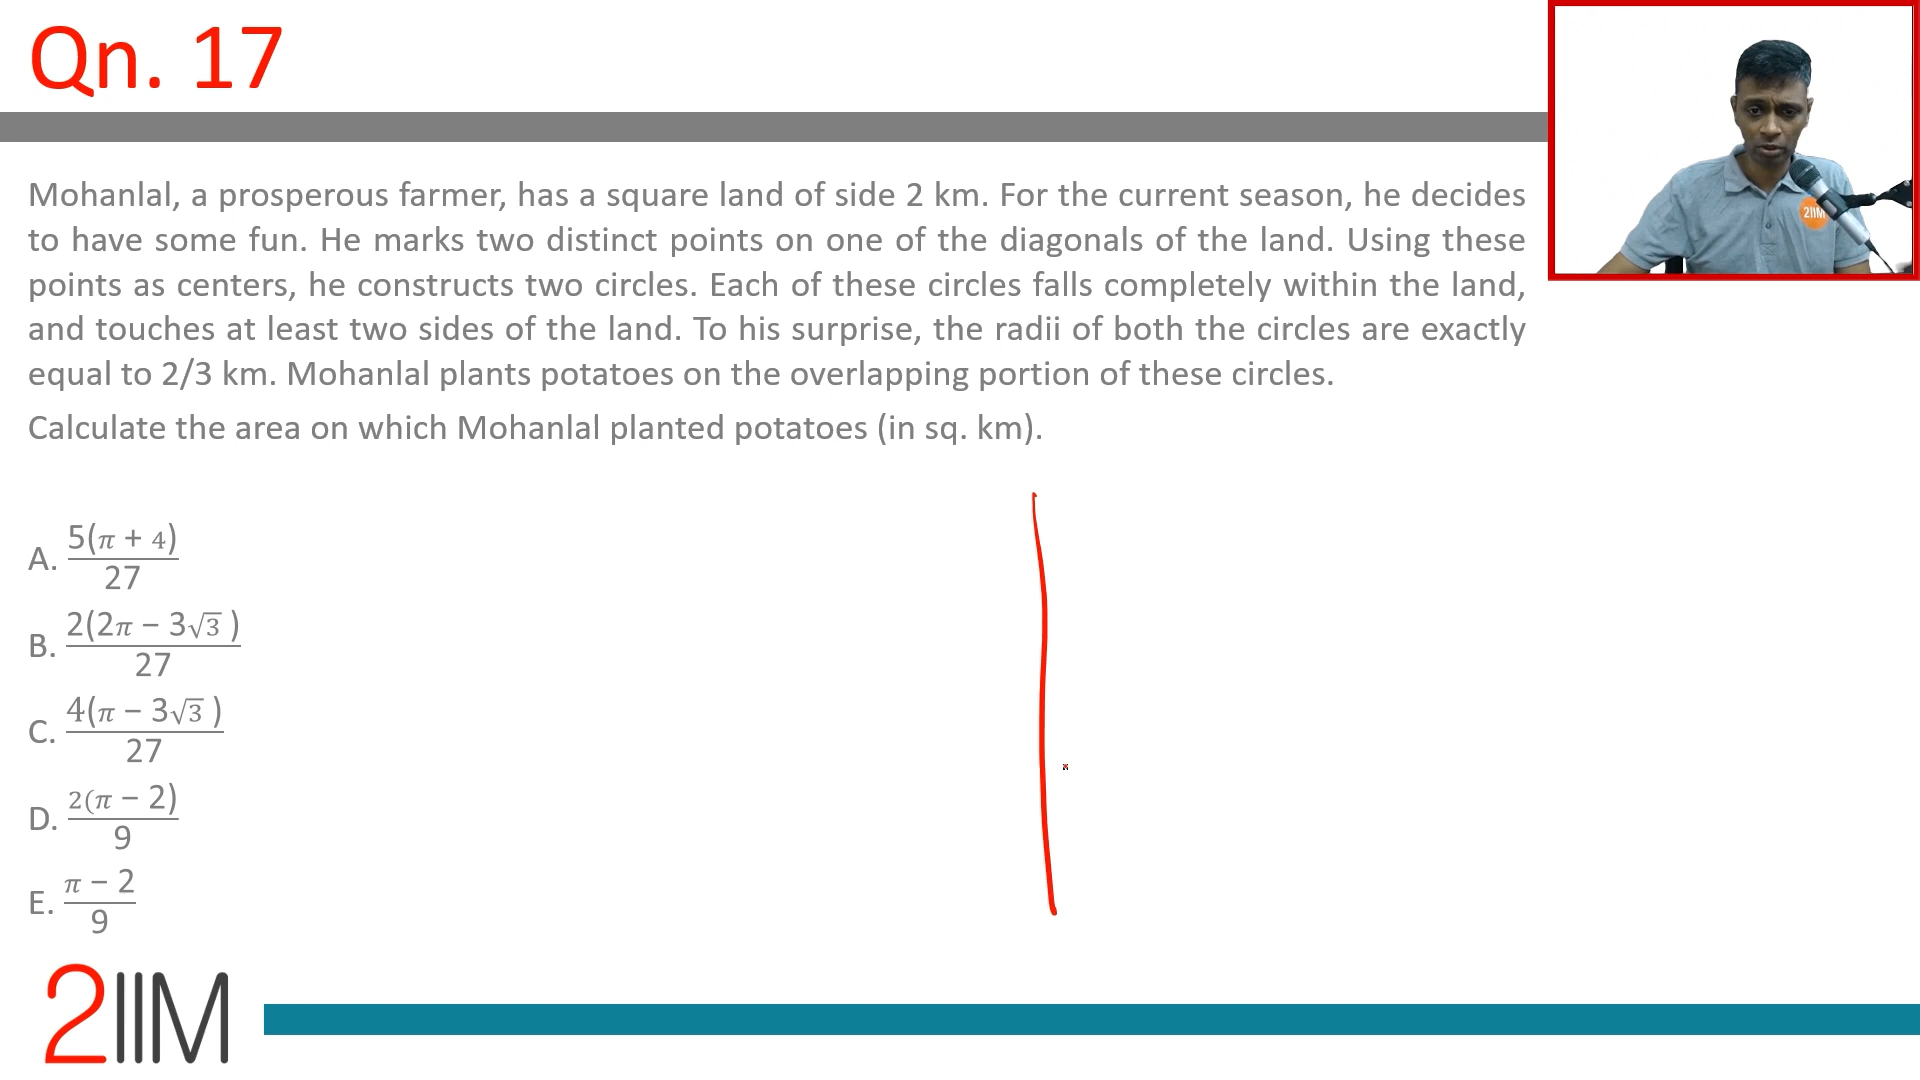 Qn. 17
Mohanlal, a prosperous farmer, has a square land of side 2 km. For the current season, he decides
to have some fun. He marks two distinct points on one of the diagonals of the land. Using these
points as centers, he constructs two circles. Each of these circles falls completely within the land,
and touches at least two sides of the land. To his surprise, the radii of both the circles are exactly
equal to 2/3 km. Mohanlal plants potatoes on the overlapping portion of these circles.
Calculate the area on which Mohanlal planted potatoes (in sq. km).
A. 5(π + 4)/27
B. 2(2π − 3√3 )/27
C. 4(π − 3√3 )/27
D. 2(π − 2)/9
E. π − 2/9
2IIM
2IIM